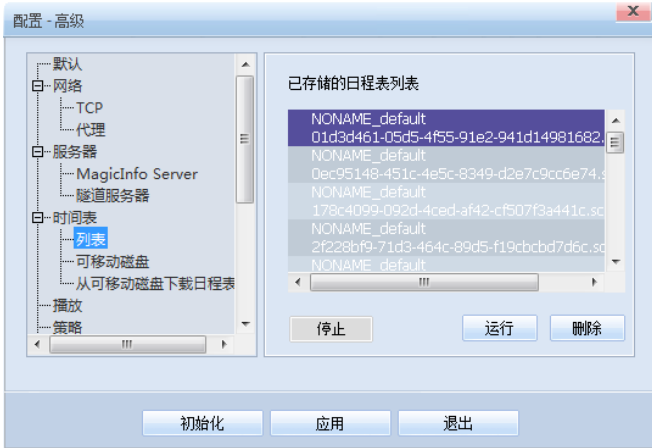 配置 - 高级
默认
网络
TCP
代理
服务器
MagicInfo Server
隧道服务器
时间表
列表
可移动磁盘
从可移动磁盘下载日程表
播放
策略
已存储的日程表列表
NONAME_default
01d3d461-05d5-4f55-91e2-941d14981682.
NONAME_default
0ec95148-451c-4e5c-8349-d2e7c9cc6e74.s
NONAME_default
178c4099-092d-4ced-af42-cf507f3a441c.sc
NONAME_default
2f228bf9-71d3-464c-89d5-f19cbcbd7d6c.sc
NONAME_default
停止
运行
删除
初始化
应用
退出